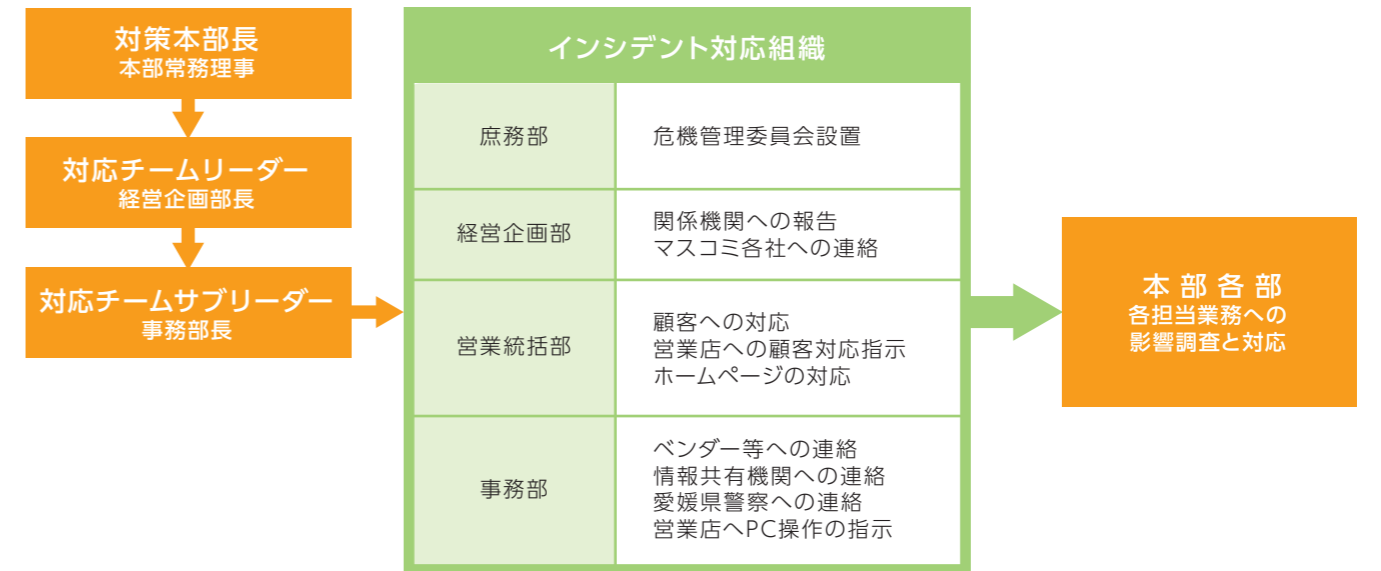 対策本部長
本部常務理事
対応チームリーダー
経営企画部長
対応チームサブリーダー
事務部長
インシデント対応組織
庶務部
危機管理委員会設置
経営企画部
関係機関への報告
マスコミ各社への連絡
営業統括部
顧客への対応
営業店への顧客対応指示
ホームページの対応
事務部
ベンダー等への連絡
情報共有機関への連絡
愛媛県警察への連絡
営業店へPC操作の指示
本部各部
各担当業務への
影響調査と対応